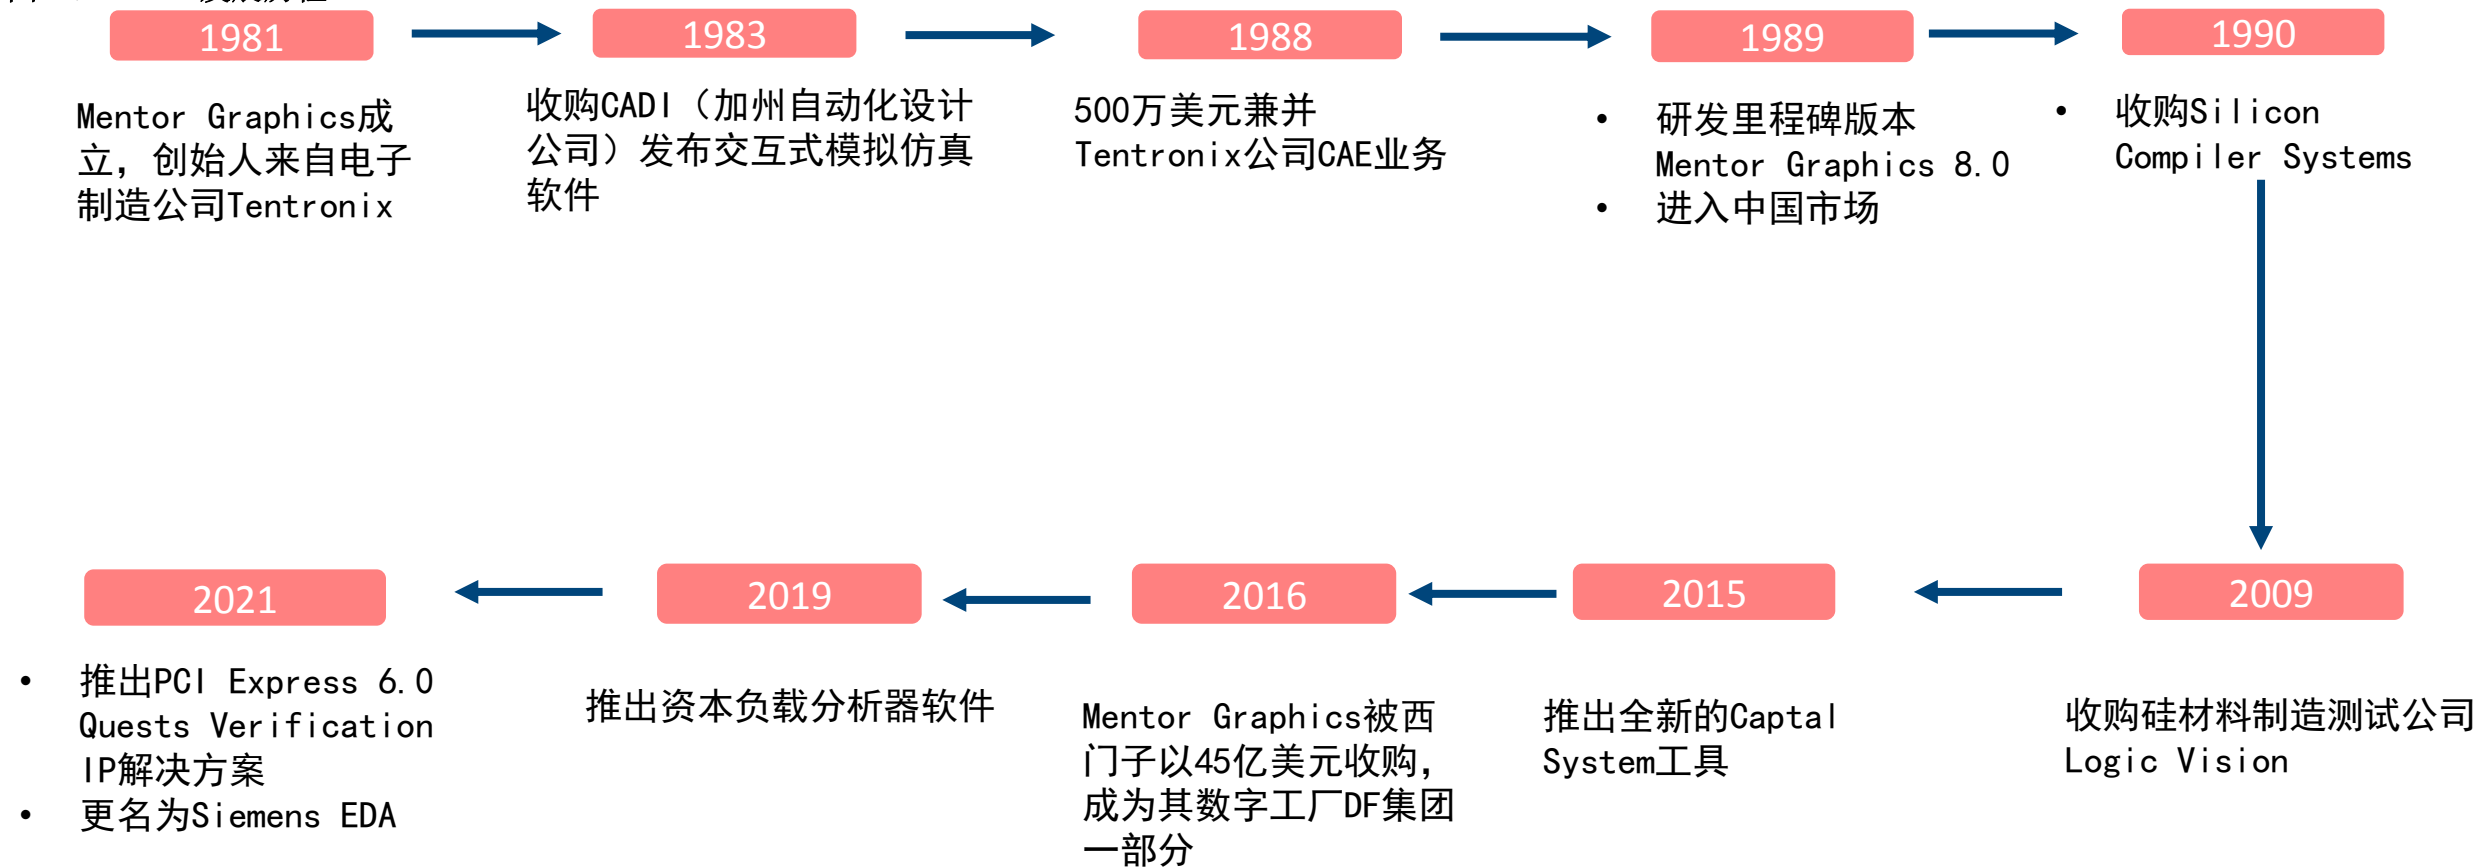 1981
1983
1988
1989
1990
Mentor Graphics成
立，创始人来自电子
制造公司Tentronix
收购CADI（加州自动化设计
公司）发布交互式模拟仿真
软件
500万美元兼并
Tentronix公司CAE业务
• 研发里程碑版本
Mentor Graphics 8.0
• 进入中国市场
• 收购Silicon
Compiler Systems
2021
2019
2016
2015
2009
• 推出PCI Express 6.0
Quests Verification
IP解决方案
• 更名为Siemens EDA
推出资本负载分析器软件
Mentor Graphics被西
门子以45亿美元收购，
成为其数字工厂DF集团
一部分
推出全新的Captal
System工具
收购硅材料制造测试公司
Logic Vision